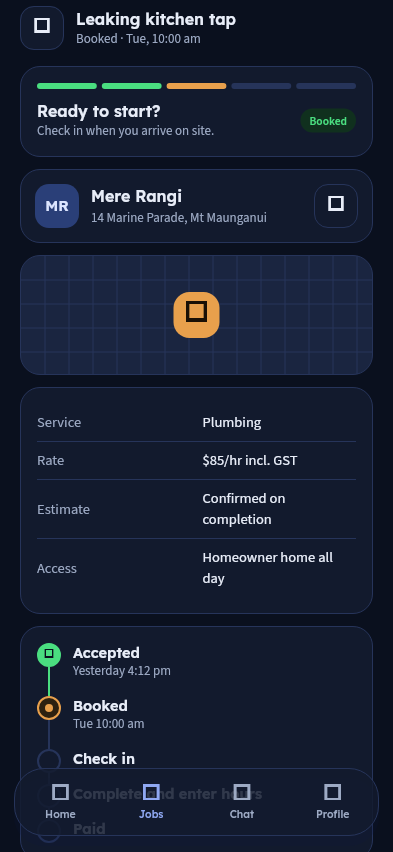 Leaking kitchen tap
Booked · Tue, 10:00 am
Ready to start?
Check in when you arrive on site.
Booked
MR
Mere Rangi
14 Marine Parade, Mt Maunganui
Service
Plumbing
Rate
$85/hr incl. GST
Estimate
Confirmed on
completion
Access
Homeowner home all
day
Accepted
Yesterday 4:12 pm
Booked
Tue 10:00 am
Check in
Complete and enter hours
Home
Jobs
Chat
Profile
Paid